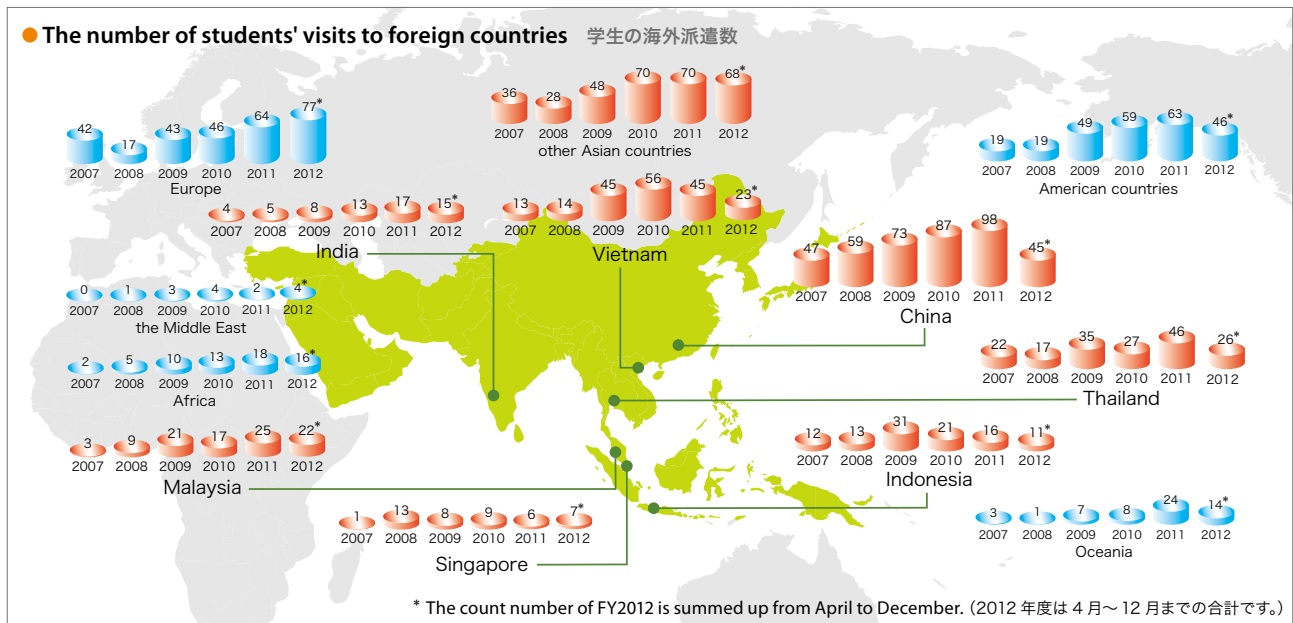 ● The number of students' visits to foreign countries 学生の海外派遣数
36 28 48 70 70 68*
2007 2008 2009 2010 2011 2012
other Asian countries
42 17 43 46 64 77*
2007 2008 2009 2010 2011 2012
Europe
19 19 49 59 63 46*
2007 2008 2009 2010 2011 2012
American countries
4 5 8 13 17 15*
2007 2008 2009 2010 2011 2012
India
13 14 45 56 45 23*
2007 2008 2009 2010 2011 2012
Vietnam
47 59 73 87 98 45*
2007 2008 2009 2010 2011 2012
China
0 1 3 4 2 4*
2007 2008 2009 2010 2011 2012
the Middle East
2 5 10 13 18 16*
2007 2008 2009 2010 2011 2012
Africa
22 17 35 27 46 26*
2007 2008 2009 2010 2011 2012
Thailand
3 9 21 17 25 22*
2007 2008 2009 2010 2011 2012
Malaysia
12 13 31 21 16 11*
2007 2008 2009 2010 2011 2012
Indonesia
1 13 8 9 6 7*
2007 2008 2009 2010 2011 2012
Singapore
3 1 7 8 24 14*
2007 2008 2009 2010 2011 2012
Oceania
* The count number of FY2012 is summed up from April to December. (2012 年度は 4 月～ 12 月までの合計です。)